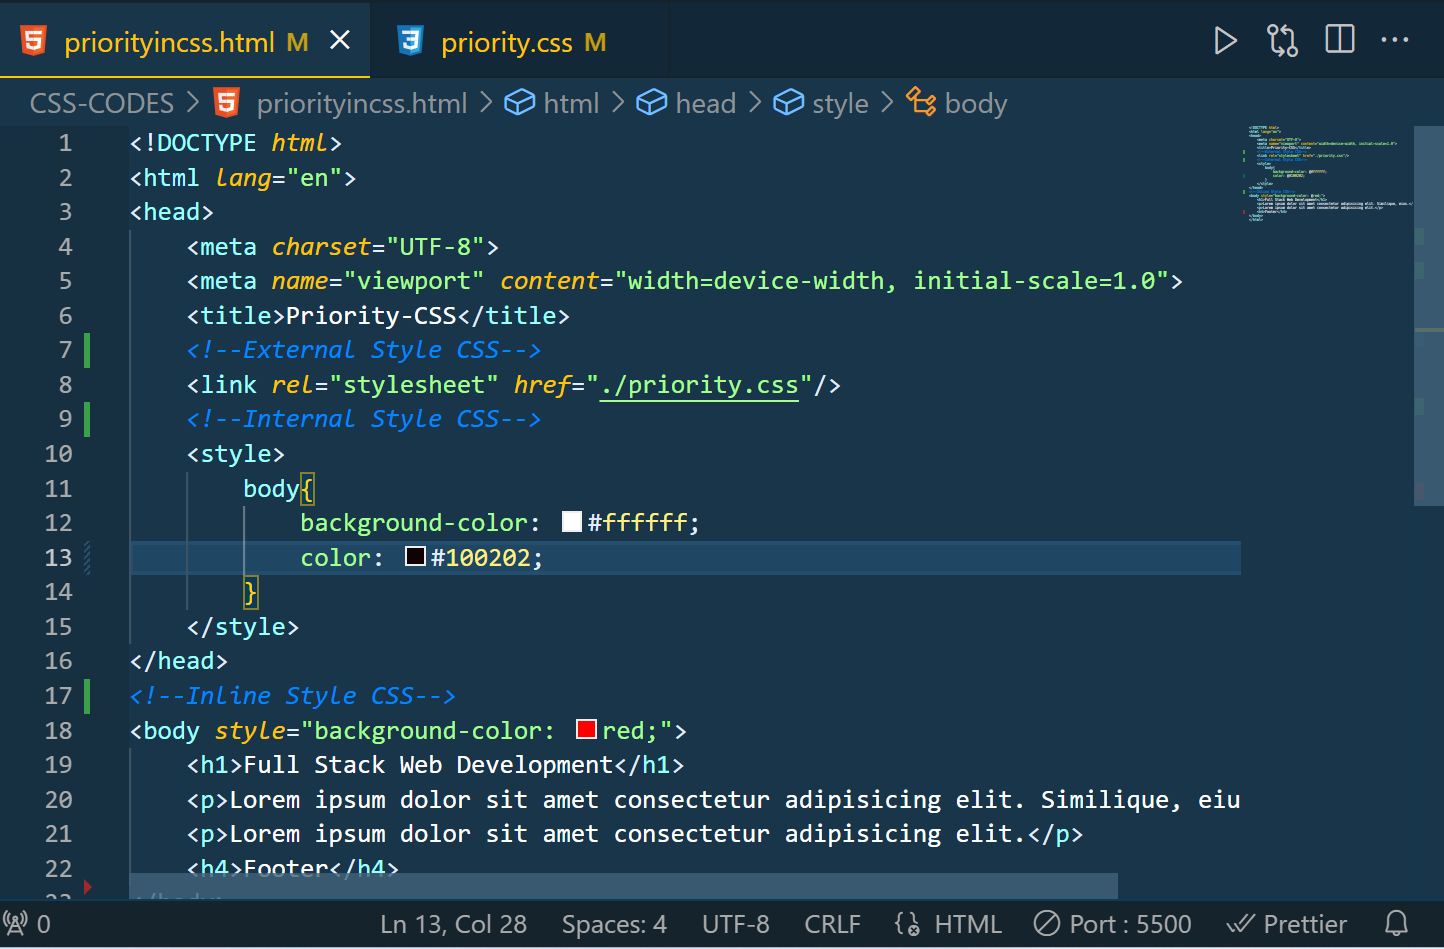 priorityincss.html M
priority.css M
CSS-CODES > priorityincss.html > html > head > style > body
1 <!DOCTYPE html>
2 <html lang="en">
3 <head>
4 <meta charset="UTF-8">
5 <meta name="viewport" content="width=device-width, initial-scale=1.0">
6 <title>Priority-CSS</title>
7 <!--External Style CSS-->
8 <link rel="stylesheet" href="./priority.css"/>
9 <!--Internal Style CSS-->
10 <style>
11 body{
12 background-color: #ffffff;
13 color: #100202;
14 }
15 </style>
16 </head>
17 <!--Inline Style CSS-->
18 <body style="background-color: red;">
19 <h1>Full Stack Web Development</h1>
20 <p>Lorem ipsum dolor sit amet consectetur adipisicing elit. Similique, eiu
21 <p>Lorem ipsum dolor sit amet consectetur adipisicing elit.</p>
22 <h4>Footer</h4>
0 Ln 13, Col 28 Spaces: 4 UTF-8 CRLF HTML Port : 5500 Prettier